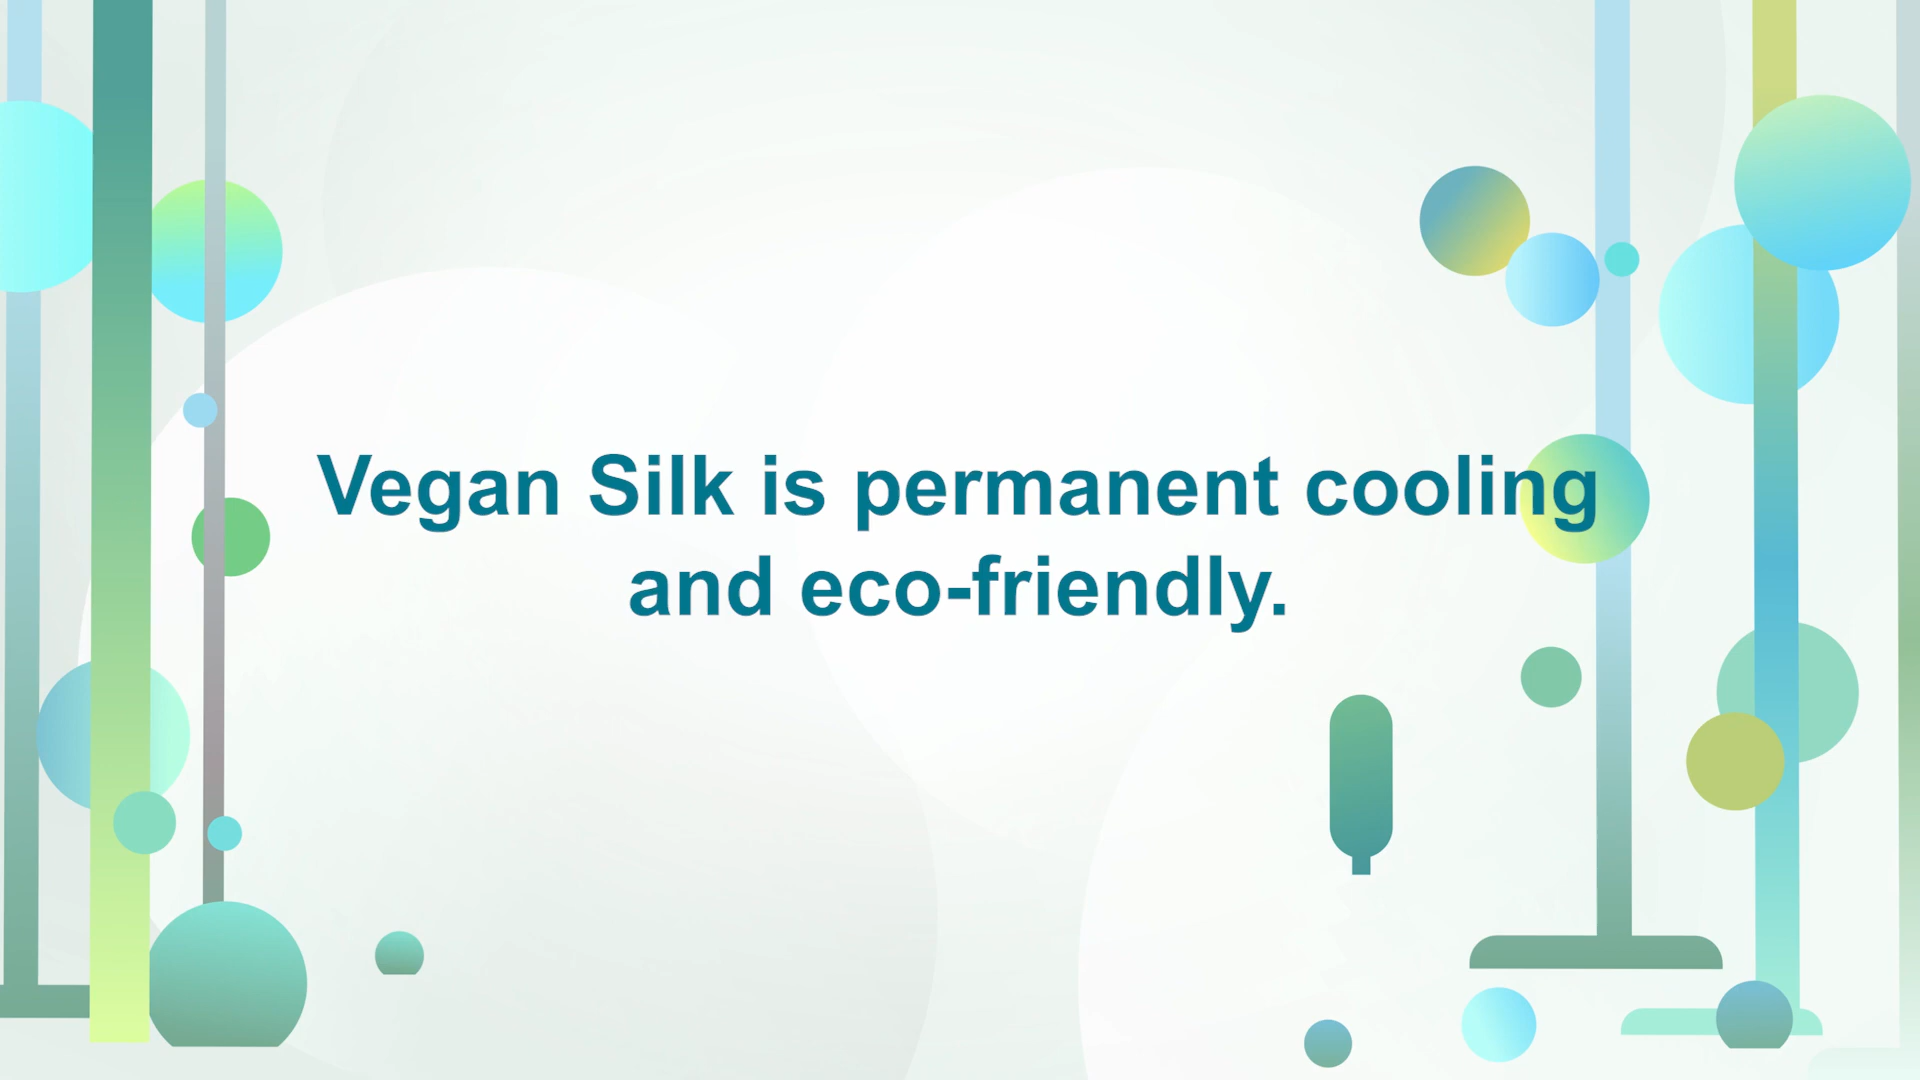 Vegan Silk is permanent cooling
and eco-friendly.